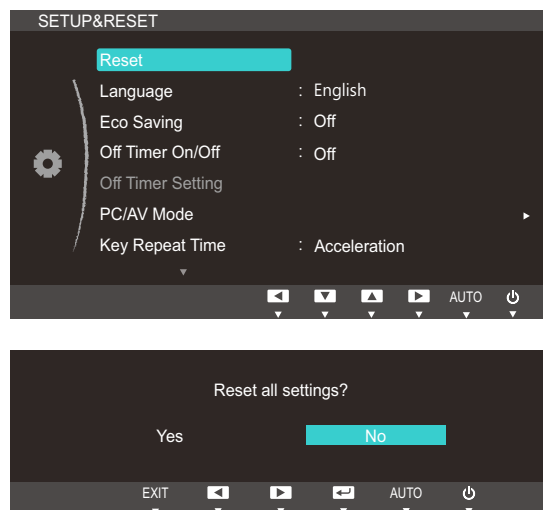 SETUP&RESET
Reset
Language : English
Eco Saving : Off
Off Timer On/Off : Off
Off Timer Setting
PC/AV Mode
Key Repeat Time : Acceleration
AUTO
Reset all settings?
Yes No
EXIT AUTO